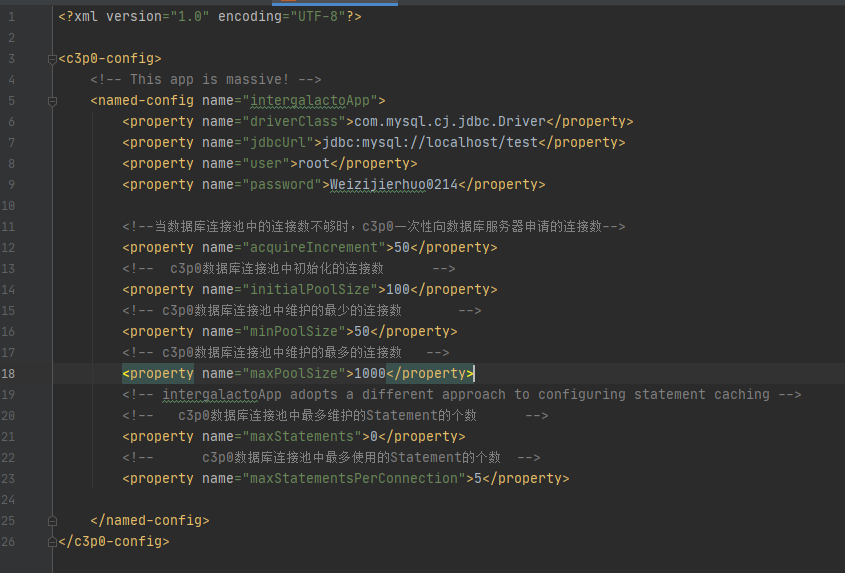 1 <?xml version="1.0" encoding="UTF-8"?>
2
3 <c3p0-config>
4 <!-- This app is massive! -->
5 <named-config name="intergalactoApp">
6 <property name="driverClass">com.mysql.cj.jdbc.Driver</property>
7 <property name="jdbcUrl">jdbc:mysql://localhost/test</property>
8 <property name="user">root</property>
9 <property name="password">Weizijierhuo0214</property>
10
11 <!--当数据库连接池中的连接数不够时，c3p0一次性向数据库服务器申请的连接数-->
12 <property name="acquireIncrement">50</property>
13 <!-- c3p0数据库连接池中初始化的连接数 -->
14 <property name="initialPoolSize">100</property>
15 <!-- c3p0数据库连接池中维护的最少的连接数 -->
16 <property name="minPoolSize">50</property>
17 <!-- c3p0数据库连接池中维护的最多的连接数 -->
18 <property name="maxPoolSize">1000</property>
19 <!-- intergalactoApp adopts a different approach to configuring statement caching -->
20 <!-- c3p0数据库连接池中最多维护的Statement的个数 -->
21 <property name="maxStatements">0</property>
22 <!-- c3p0数据库连接池中最多使用的Statement的个数 -->
23 <property name="maxStatementsPerConnection">5</property>
24
25 </named-config>
26 </c3p0-config>